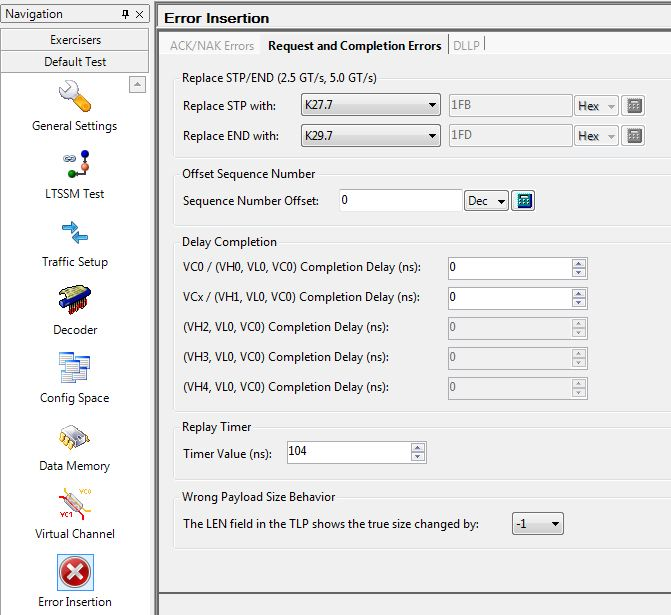 Navigation
Exercisers
Default Test
General Settings
LTSSM Test
Traffic Setup
Decoder
Config Space
Data Memory
VC0
VC1
Virtual Channel
Error Insertion
Error Insertion
ACK/NAK Errors Request and Completion Errors DLLP
Replace STP/END (2.5 GT/s, 5.0 GT/s)
Replace STP with: K27.7 1FB Hex
Replace END with: K29.7 1FD Hex
Offset Sequence Number
Sequence Number Offset: 0 Dec
Delay Completion
VC0 / (VH0, VL0, VC0) Completion Delay (ns): 0
VCx / (VH1, VL0, VC0) Completion Delay (ns): 0
(VH2, VL0, VC0) Completion Delay (ns): 0
(VH3, VL0, VC0) Completion Delay (ns): 0
(VH4, VL0, VC0) Completion Delay (ns): 0
Replay Timer
Timer Value (ns): 104
Wrong Payload Size Behavior
The LEN field in the TLP shows the true size changed by: -1